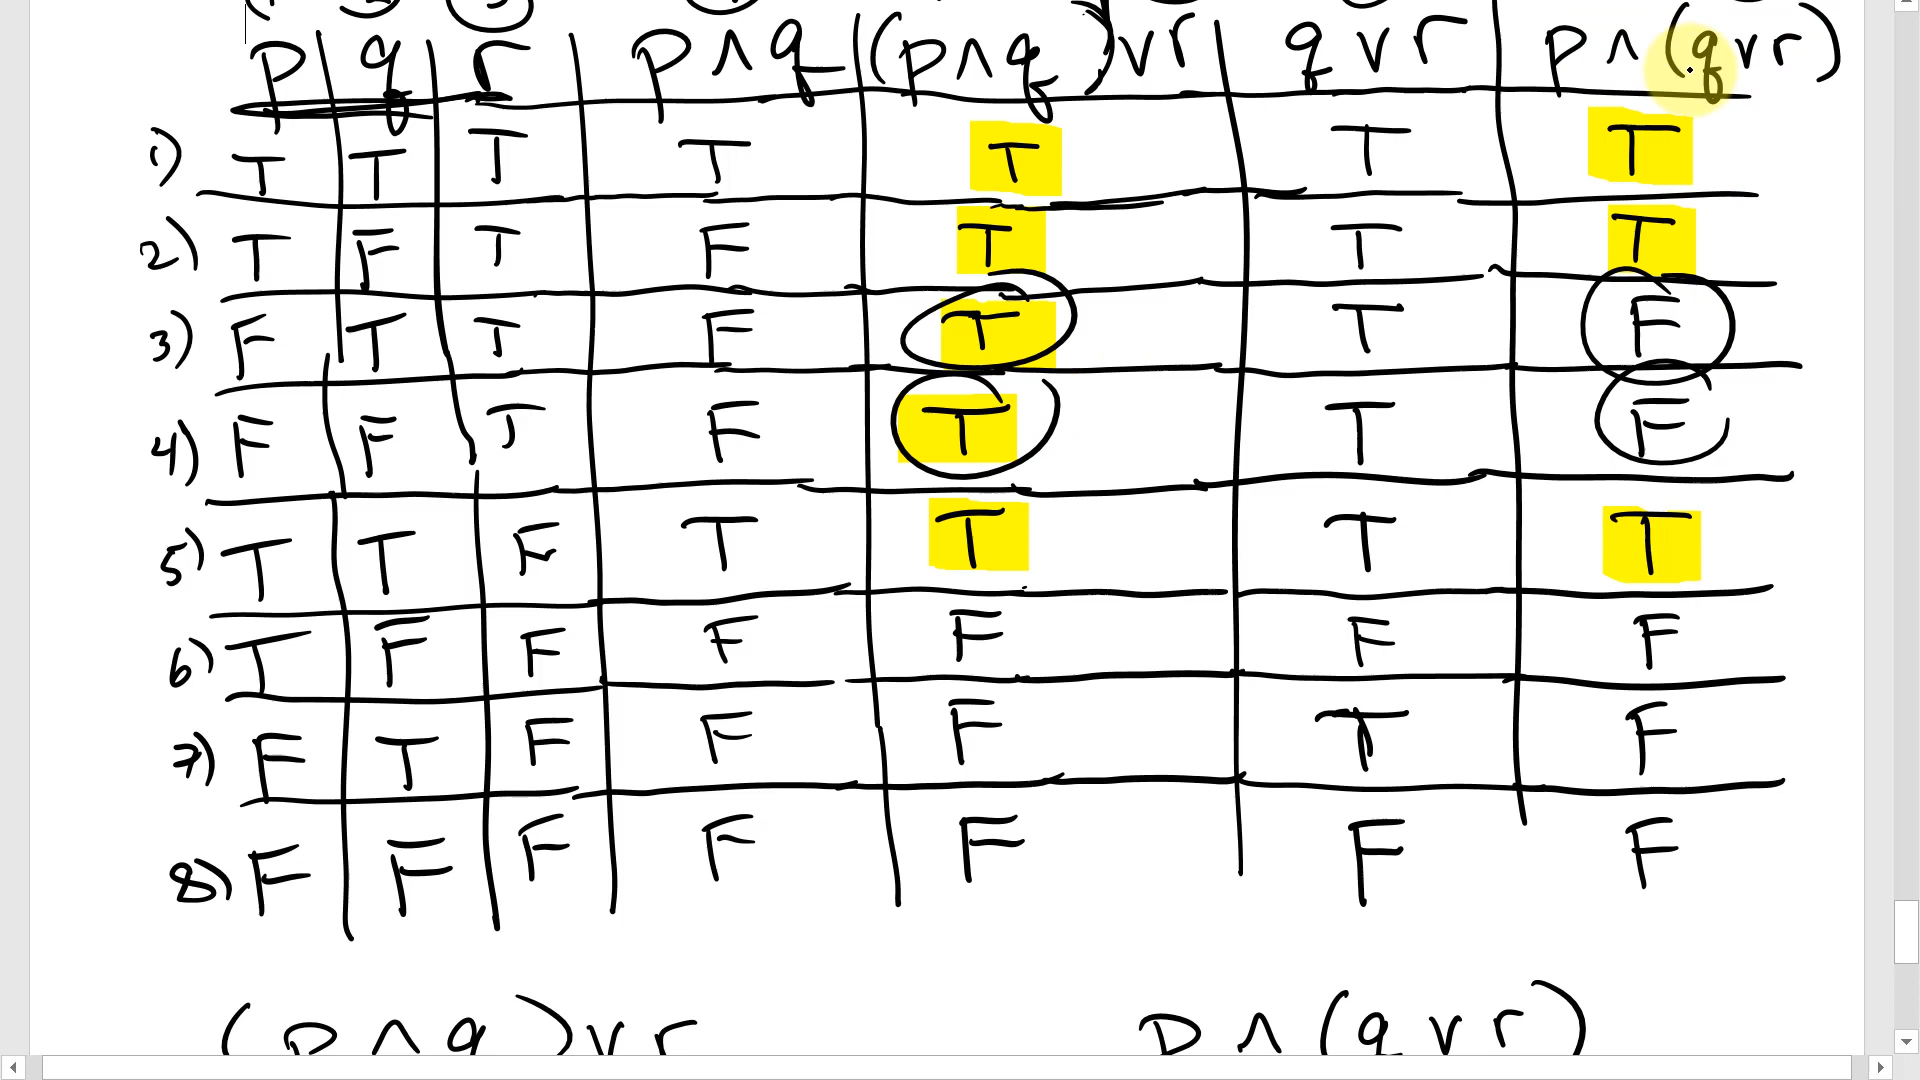 p q r p∧q (p∧q)∨r q∨r p∧(q∨r)
1) T T T T T T T
2) T F T F T T T
3) F T T F T T F
4) F F T F T T F
5) T T F T T T T
6) T F F F F F F
7) F T F F F T F
8) F F F F F F F
(p∧q)∨r p∧(q∨r)